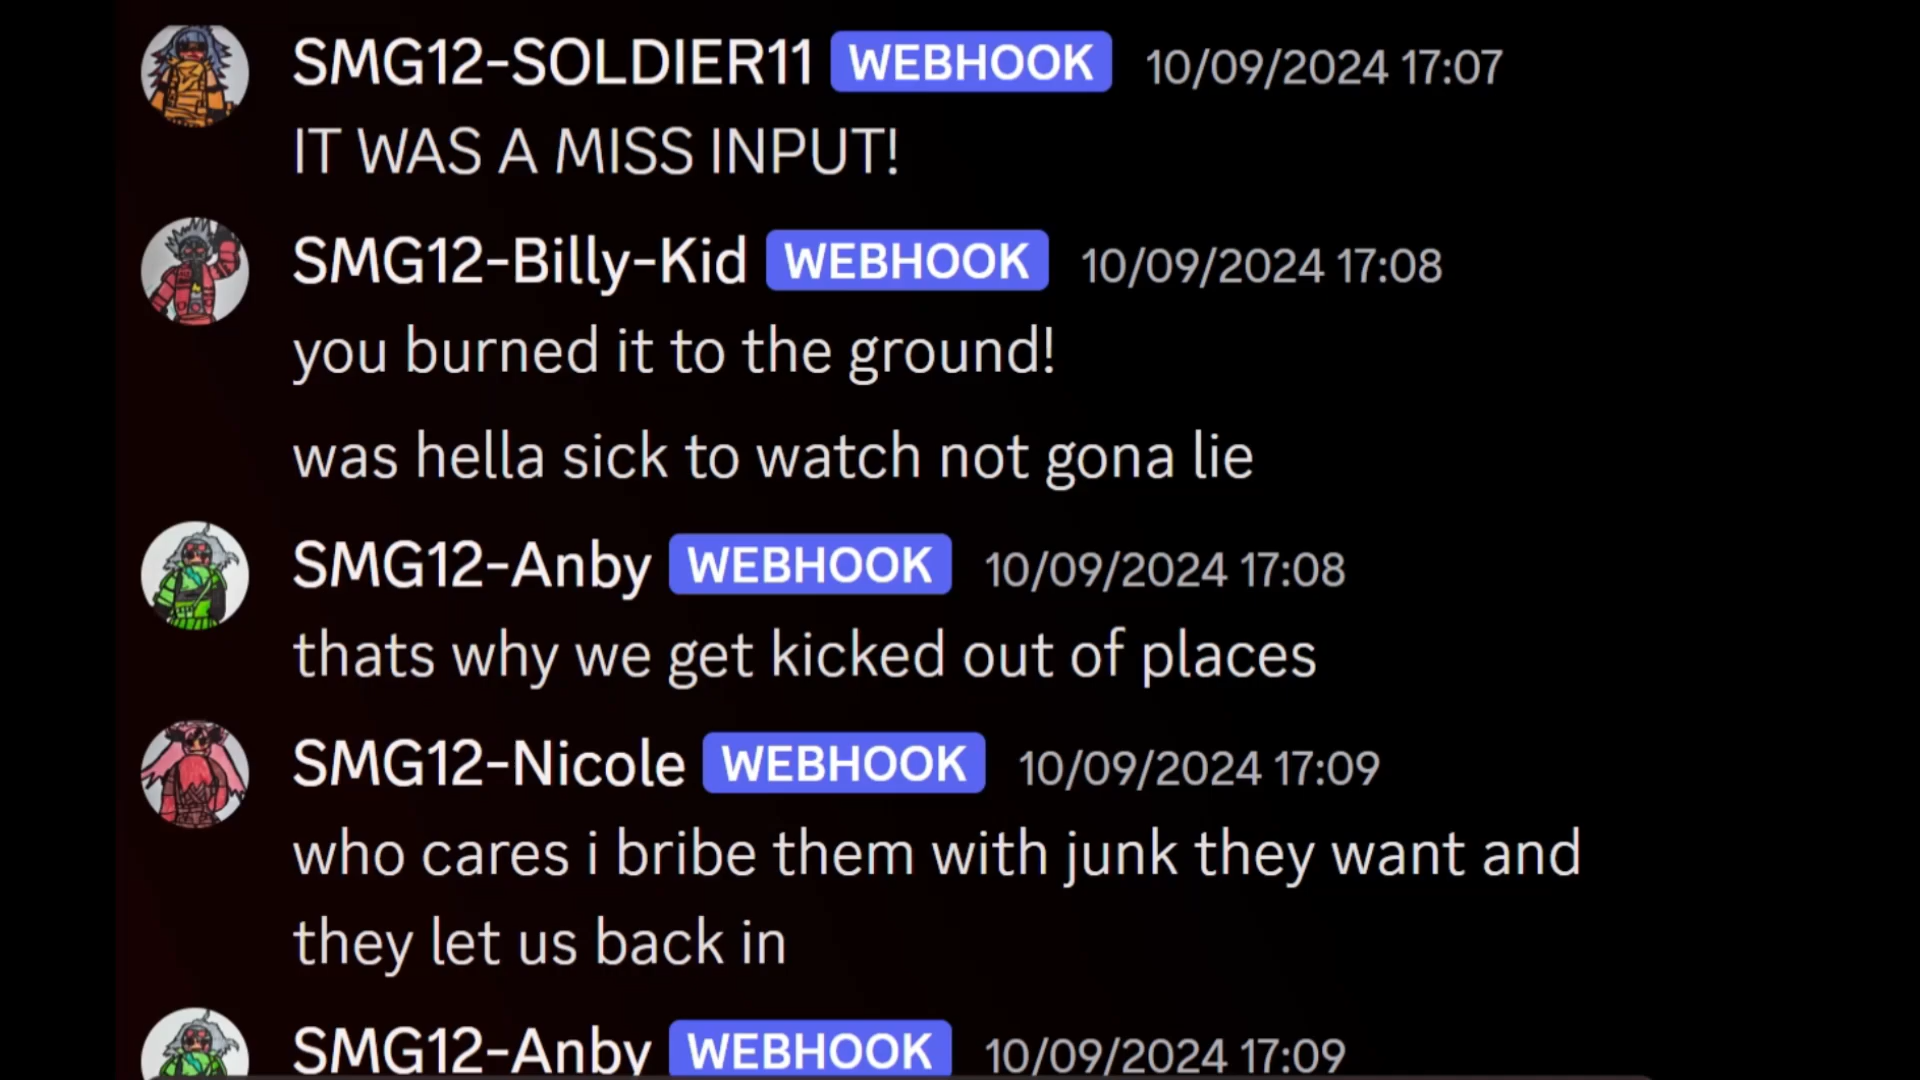 SMG12-SOLDIER11 WEBHOOK 10/09/2024 17:07
IT WAS A MISS INPUT!
SMG12-Billy-Kid WEBHOOK 10/09/2024 17:08
you burned it to the ground!
was hella sick to watch not gona lie
SMG12-Anby WEBHOOK 10/09/2024 17:08
thats why we get kicked out of places
SMG12-Nicole WEBHOOK 10/09/2024 17:09
who cares i bribe them with junk they want and
they let us back in
SMG12-Anby WEBHOOK 10/09/2024 17:09